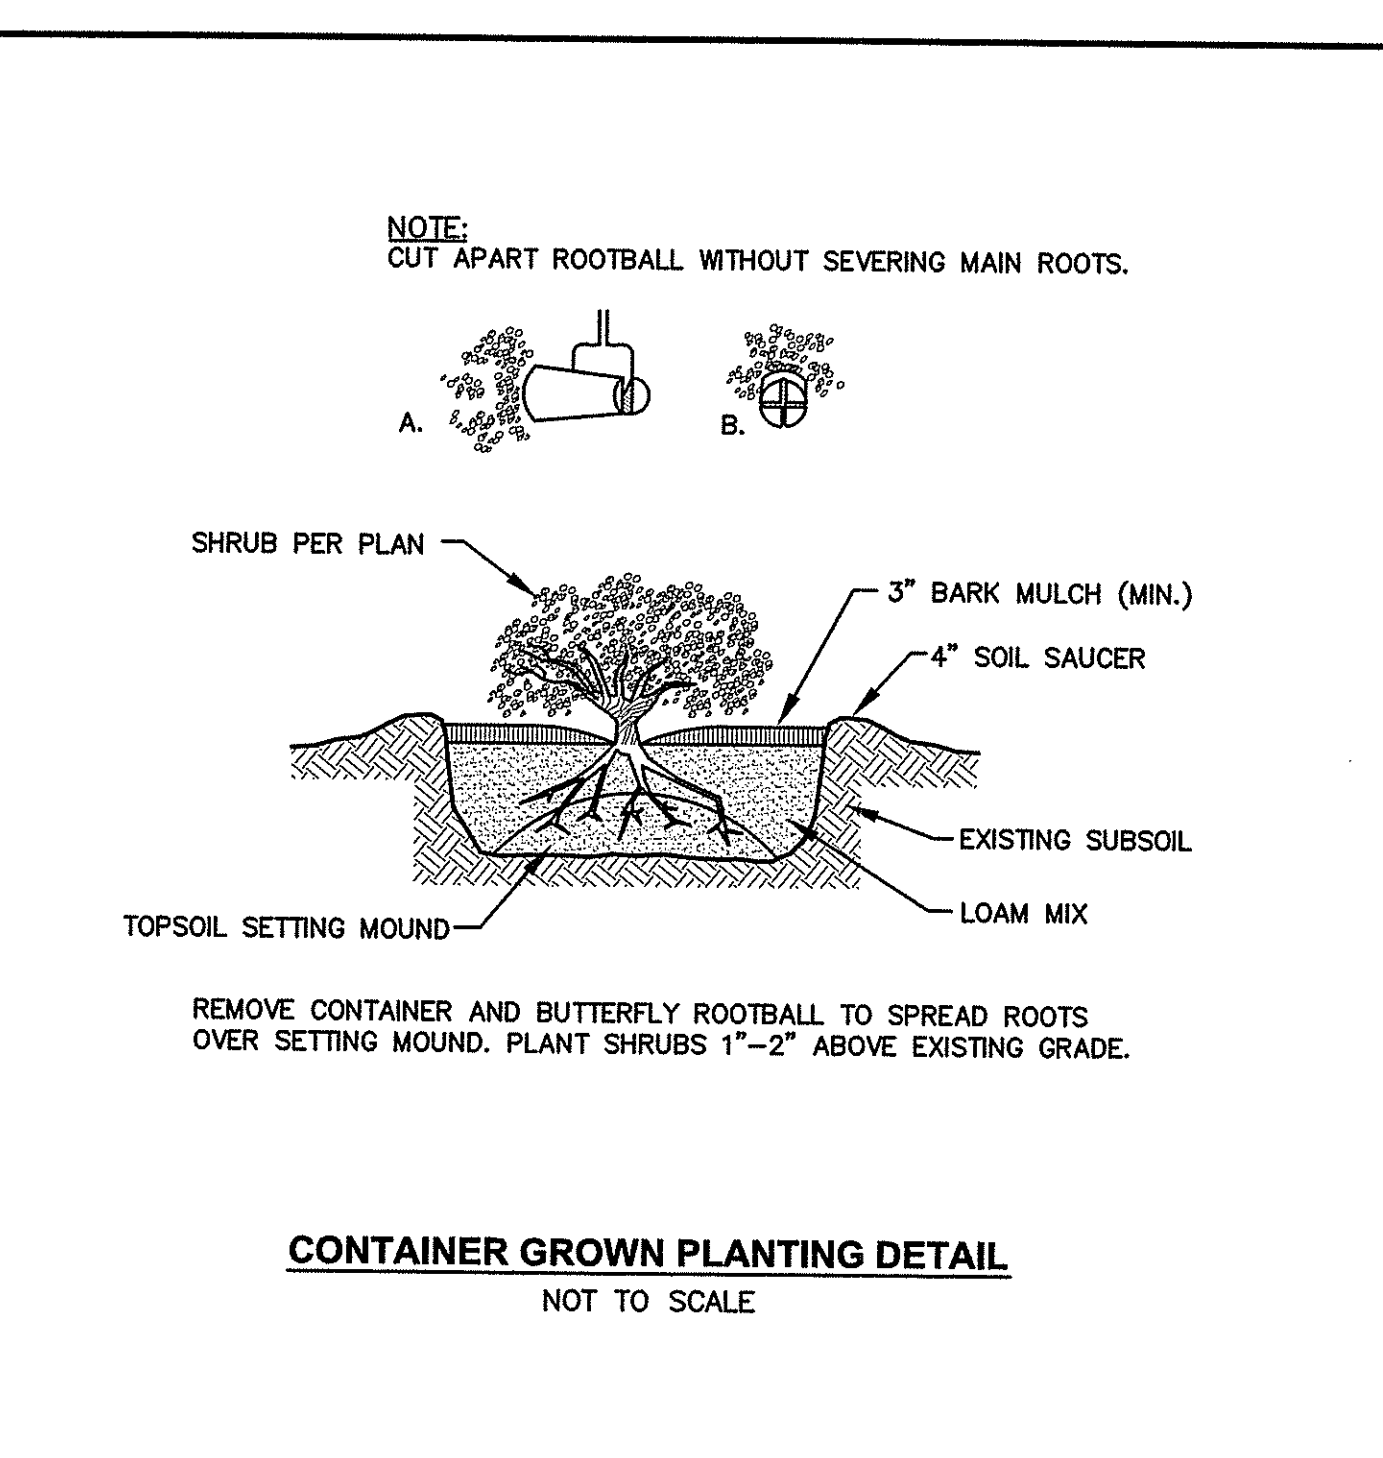 NOTE:
CUT APART ROOTBALL WITHOUT SEVERING MAIN ROOTS.
A.
B.
SHRUB PER PLAN
3" BARK MULCH (MIN.)
4" SOIL SAUCER
EXISTING SUBSOIL
LOAM MIX
TOPSOIL SETTING MOUND
REMOVE CONTAINER AND BUTTERFLY ROOTBALL TO SPREAD ROOTS
OVER SETTING MOUND. PLANT SHRUBS 1"-2" ABOVE EXISTING GRADE.
CONTAINER GROWN PLANTING DETAIL
NOT TO SCALE